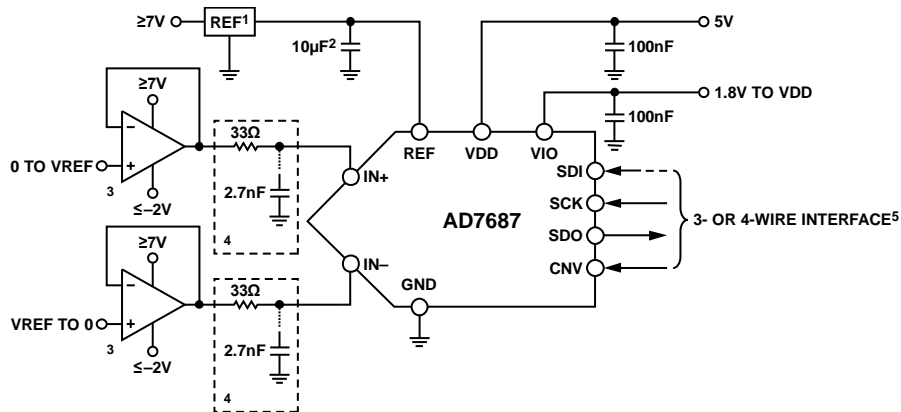 ≥7V
REF1
10µF2
100nF
5V
1.8V TO VDD
100nF
≥7V
33Ω
2.7nF
0 TO VREF
–
+
3
≤–2V
4
REF
VDD
VIO
IN+
AD7687
SDI
SCK
SDO
CNV
3- OR 4-WIRE INTERFACE5
IN–
GND
≥7V
33Ω
2.7nF
VREF TO 0
–
+
3
≤–2V
4